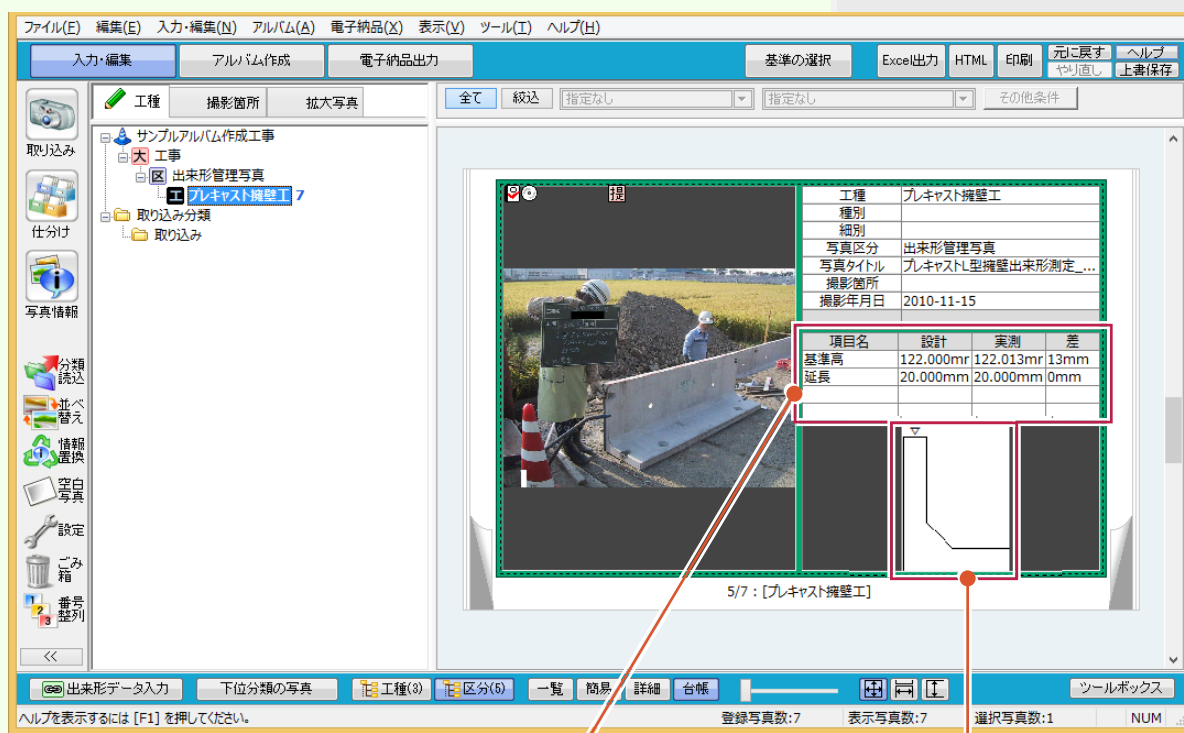 ファイル(F) 編集(E) 入力・編集(N) アルバム(A) 電子納品(X) 表示(V) ツール(T) ヘルプ(H)
入力・編集 アルバム作成 電子納品出力 基準の選択 Excel出力 HTML 印刷 元に戻す ヘルプ
やり直し 上書保存
工種 撮影箇所 拡大写真 全て 絞込 指定なし 指定なし その他条件
取り込み
仕分け
写真情報
分類読込
並べ替え
情報置換
空白写真
設定
ごみ箱
番号整列
<<
サンプルアルバム作成工事
大 工事
区 出来形管理写真
工 プレキャスト擁壁工 7
取り込み分類
取り込み
提
工種 プレキャスト擁壁工
種別
細別
写真区分 出来形管理写真
写真タイトル プレキャストL型擁壁出来形測定_...
撮影箇所
撮影年月日 2010-11-15
項目名 設計 実測 差
基準高 122.000mr 122.013mr 13mm
延長 20.000mm 20.000mm 0mm
5/7 : [プレキャスト擁壁工]
出来形データ入力 下位分類の写真 工種(3) 区分(5) 一覧 簡易 詳細 台帳 ツールボックス
ヘルプを表示するには [F1] を押してください。 登録写真数:7 表示写真数:7 選択写真数:1 NUM